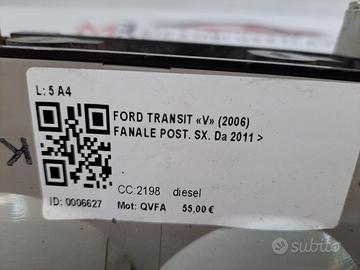 L: 5 A4
FORD TRANSIT «V» (2006)
FANALE POST. SX. Da 2011 >
CC:2198 diesel
ID: 0006627 Mot: QVFA 55,00 €
K
subito